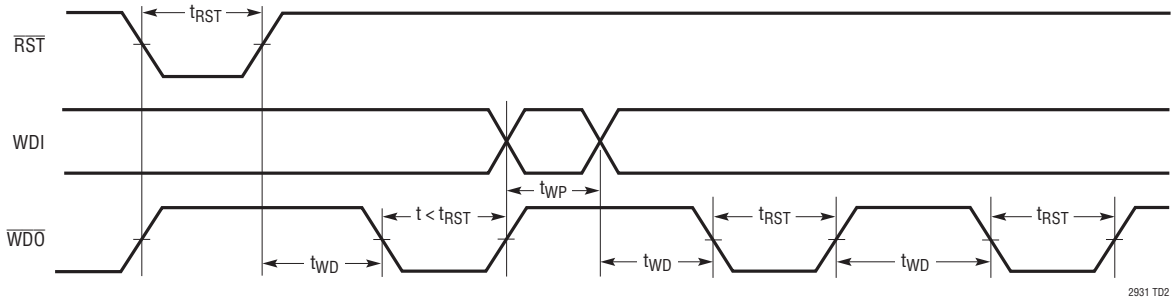 tRST
RST
WDI
tWP
t < tRST
tRST
tRST
WDO
tWD
tWD
tWD
2931 TD2